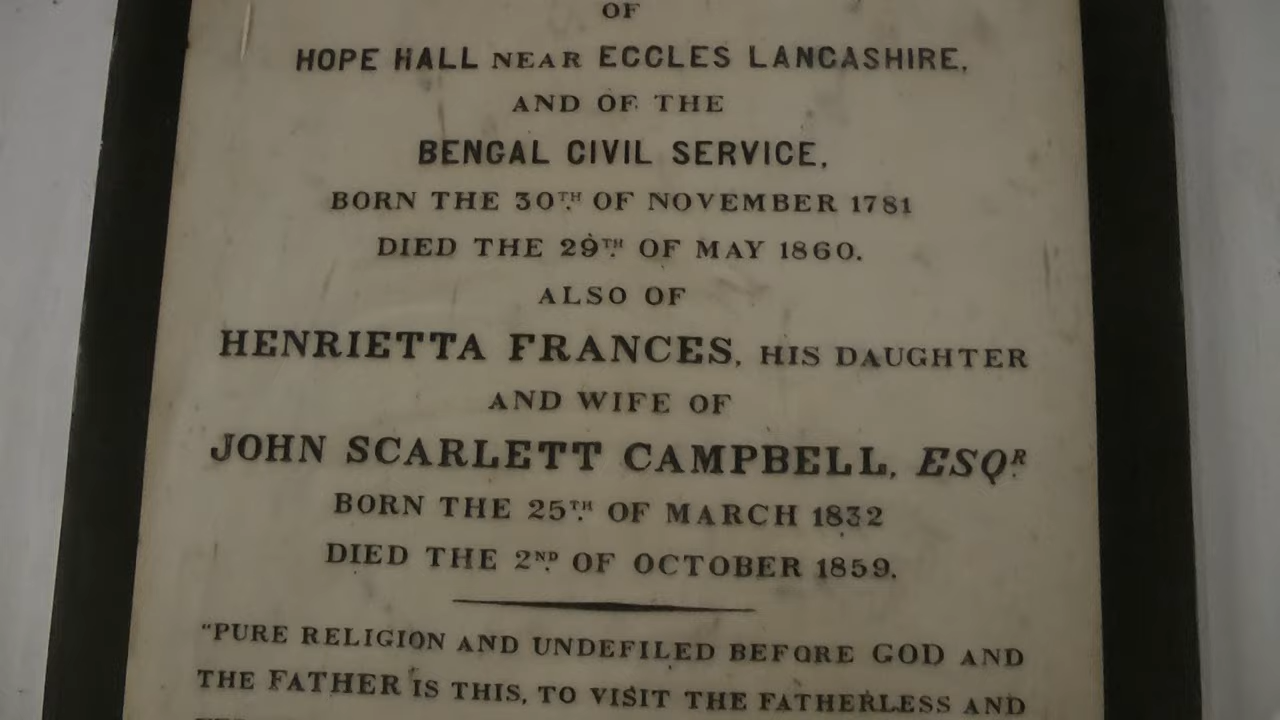 OF
HOPE HALL NEAR ECCLES LANCASHIRE,
AND OF THE
BENGAL CIVIL SERVICE,
BORN THE 30TH OF NOVEMBER 1781
DIED THE 29TH OF MAY 1860.
ALSO OF
HENRIETTA FRANCES, HIS DAUGHTER
AND WIFE OF
JOHN SCARLETT CAMPBELL, ESQR
BORN THE 25TH OF MARCH 1832
DIED THE 2ND OF OCTOBER 1859.
"PURE RELIGION AND UNDEFILED BEFORE GOD AND
THE FATHER IS THIS, TO VISIT THE FATHERLESS AND